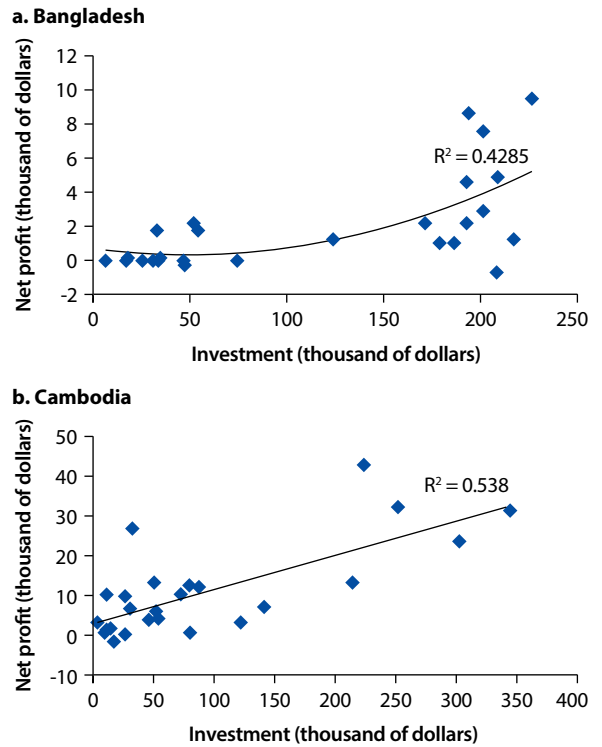 a. Bangladesh
Net profit (thousand of dollars)
12
10
8
6
4
2
0
-2
R² = 0.4285
0 50 100 150 200 250
Investment (thousand of dollars)
b. Cambodia
Net profit (thousand of dollars)
50
40
30
20
10
0
-10
R² = 0.538
0 50 100 150 200 250 300 350 400
Investment (thousand of dollars)